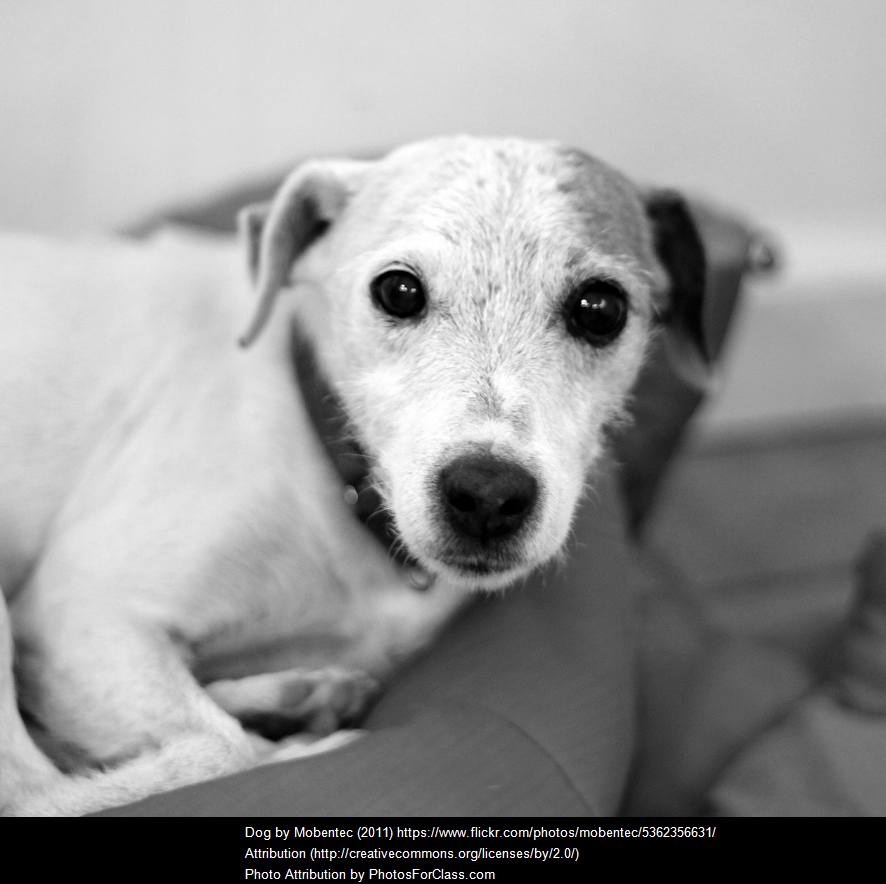 Dog by Mobentec (2011) https://www.flickr.com/photos/mobentec/5362356631/
Attribution (http://creativecommons.org/licenses/by/2.0/)
Photo Attribution by PhotosForClass.com